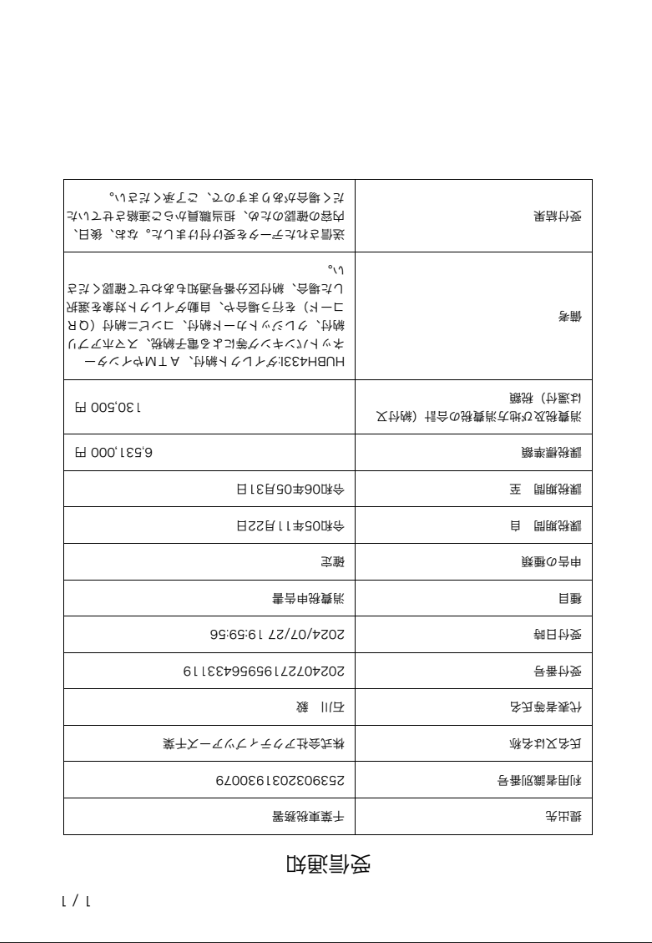 1 / 1
受信通知
提出先 千葉東税務署
利用者識別番号 2539032031930079
氏名又は名称 株式会社アクティブツアーズ千葉
代表者等氏名 石川 毅
受付番号 20240727195956433119
受付日時 2024/07/27 19:59:56
種目 消費税申告書
申告の種類 確定
課税期間 自 令和05年11月22日
課税期間 至 令和06年05月31日
課税標準額 6,531,000 円
消費税及び地方消費税の合計（納付又
は還付）税額 130,500 円
備考
HUBH433I:ダイレクト納付、ＡＴＭやインター
ネットバンキング等による電子納税、スマホアプリ
納付、クレジットカード納付、コンビニ納付（ＱＲ
コード）を行う場合や、自動ダイレクト対象を選択
した場合、納付区分番号通知もあわせて確認くださ
い。
受付結果
送信されたデータを受け付けました。なお、後日、
内容の確認のため、担当職員からご連絡させていた
だく場合がありますので、ご了承ください。